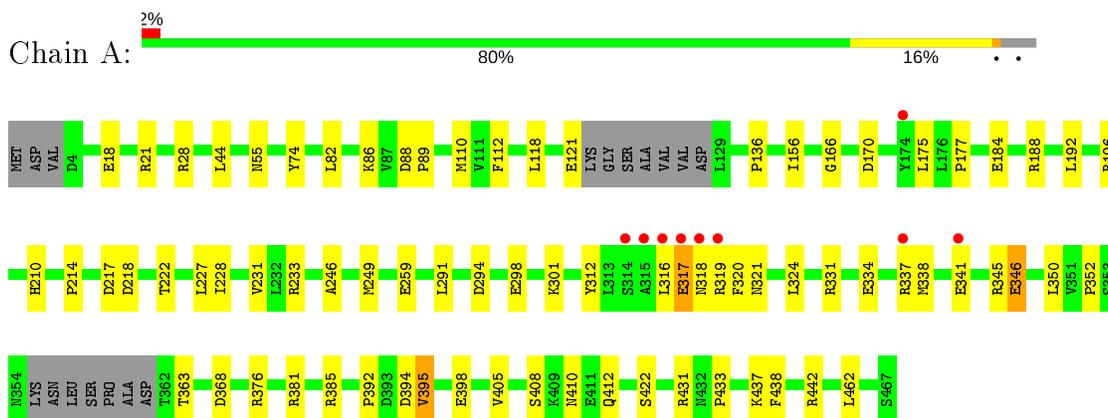 2%
Chain A:
80% 16% • •
MET ASP VAL D4 E18 R21 R28 L44 N55 Y74 L82 K86 V87 D88 P89 M110 V111 F112 L118 E121 LYS GLY SER ALA VAL VAL ASP L129 P136 I156 G166 D170 Y174 L175 L176 P177 E184 R188 L192
H210 P214 D217 D218 T222 L227 I228 V231 L232 R233 A246 M249 E259 L291 D294 E298 K301 Y312 L313 S314 A315 L316 E317 N318 R319 F320 N321 L324 R331 E334 R337 M338 E341 R345 E346 L350 V351 P352
N354 LYS ASN LEU SER PRO ALA ASP T362 T363 D368 R376 R381 R385 P392 D393 D394 V395 E398 V405 S408 K409 N410 E411 Q412 S422 R431 N432 P433 K437 F438 R442 L462 S467